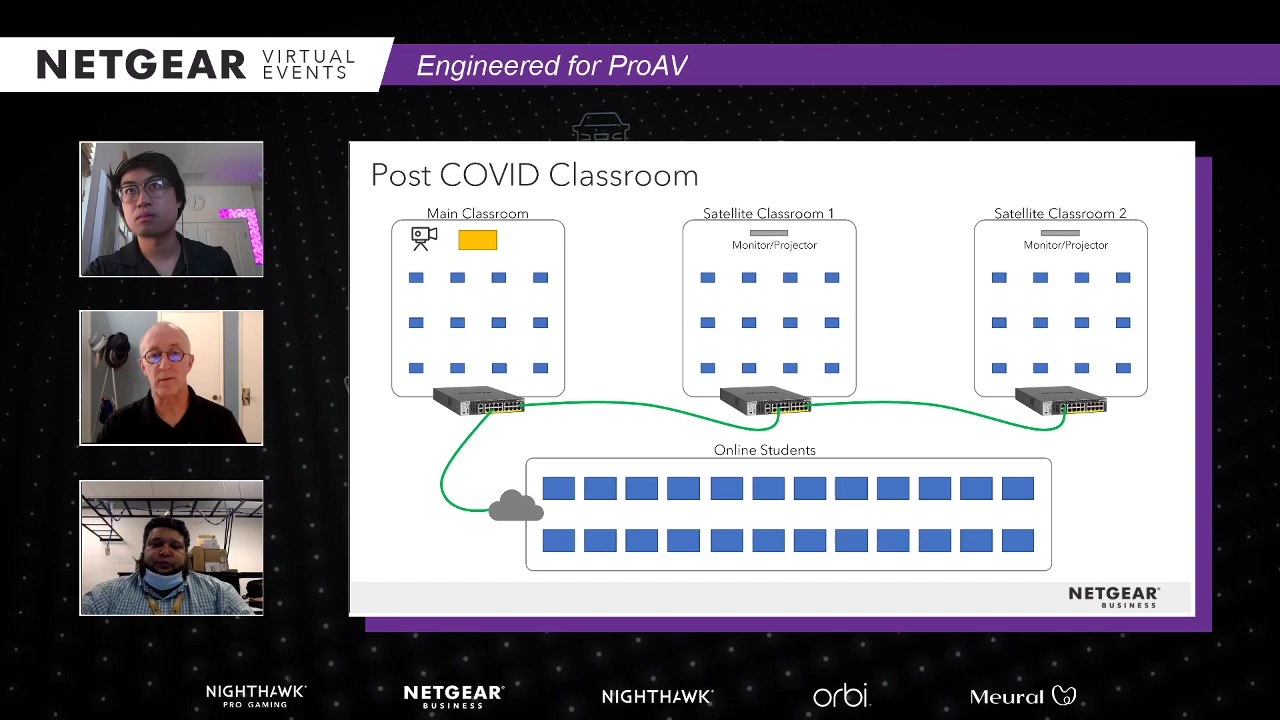 NETGEAR VIRTUAL EVENTS
Engineered for ProAV
Post COVID Classroom
Main Classroom
Satellite Classroom 1
Satellite Classroom 2
Monitor/Projector
Monitor/Projector
Online Students
NETGEAR®
BUSINESS
NIGHTHAWK®
PRO GAMING
NETGEAR®
BUSINESS
NIGHTHAWK®
orbi™
Meural